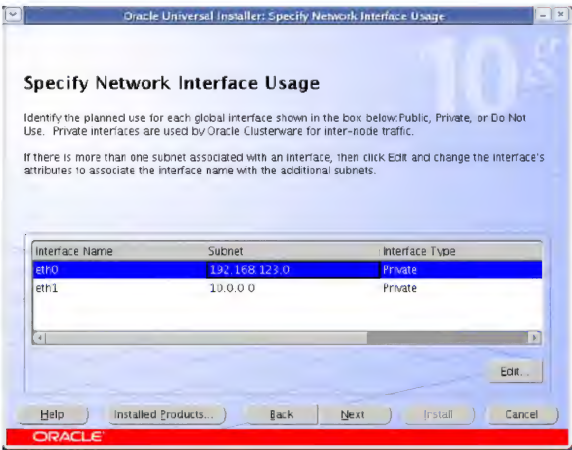 Oracle Universal Installer: Specify Network Interface Usage
10g
Specify Network Interface Usage
Identify the planned use for each global interface shown in the box below:Public, Private, or Do Not
Use. Private interfaces are used by Oracle Clusterware for inter-node traffic.
If there is more than one subnet associated with an interface, then click Edit and change the interface's
attributes to associate the interface name with the additional subnets.
Interface Name Subnet Interface Type
eth0 192.168.123.0 Private
eth1 10.0.0.0 Private
Edit...
Help Installed Products... Back Next Install Cancel
ORACLE